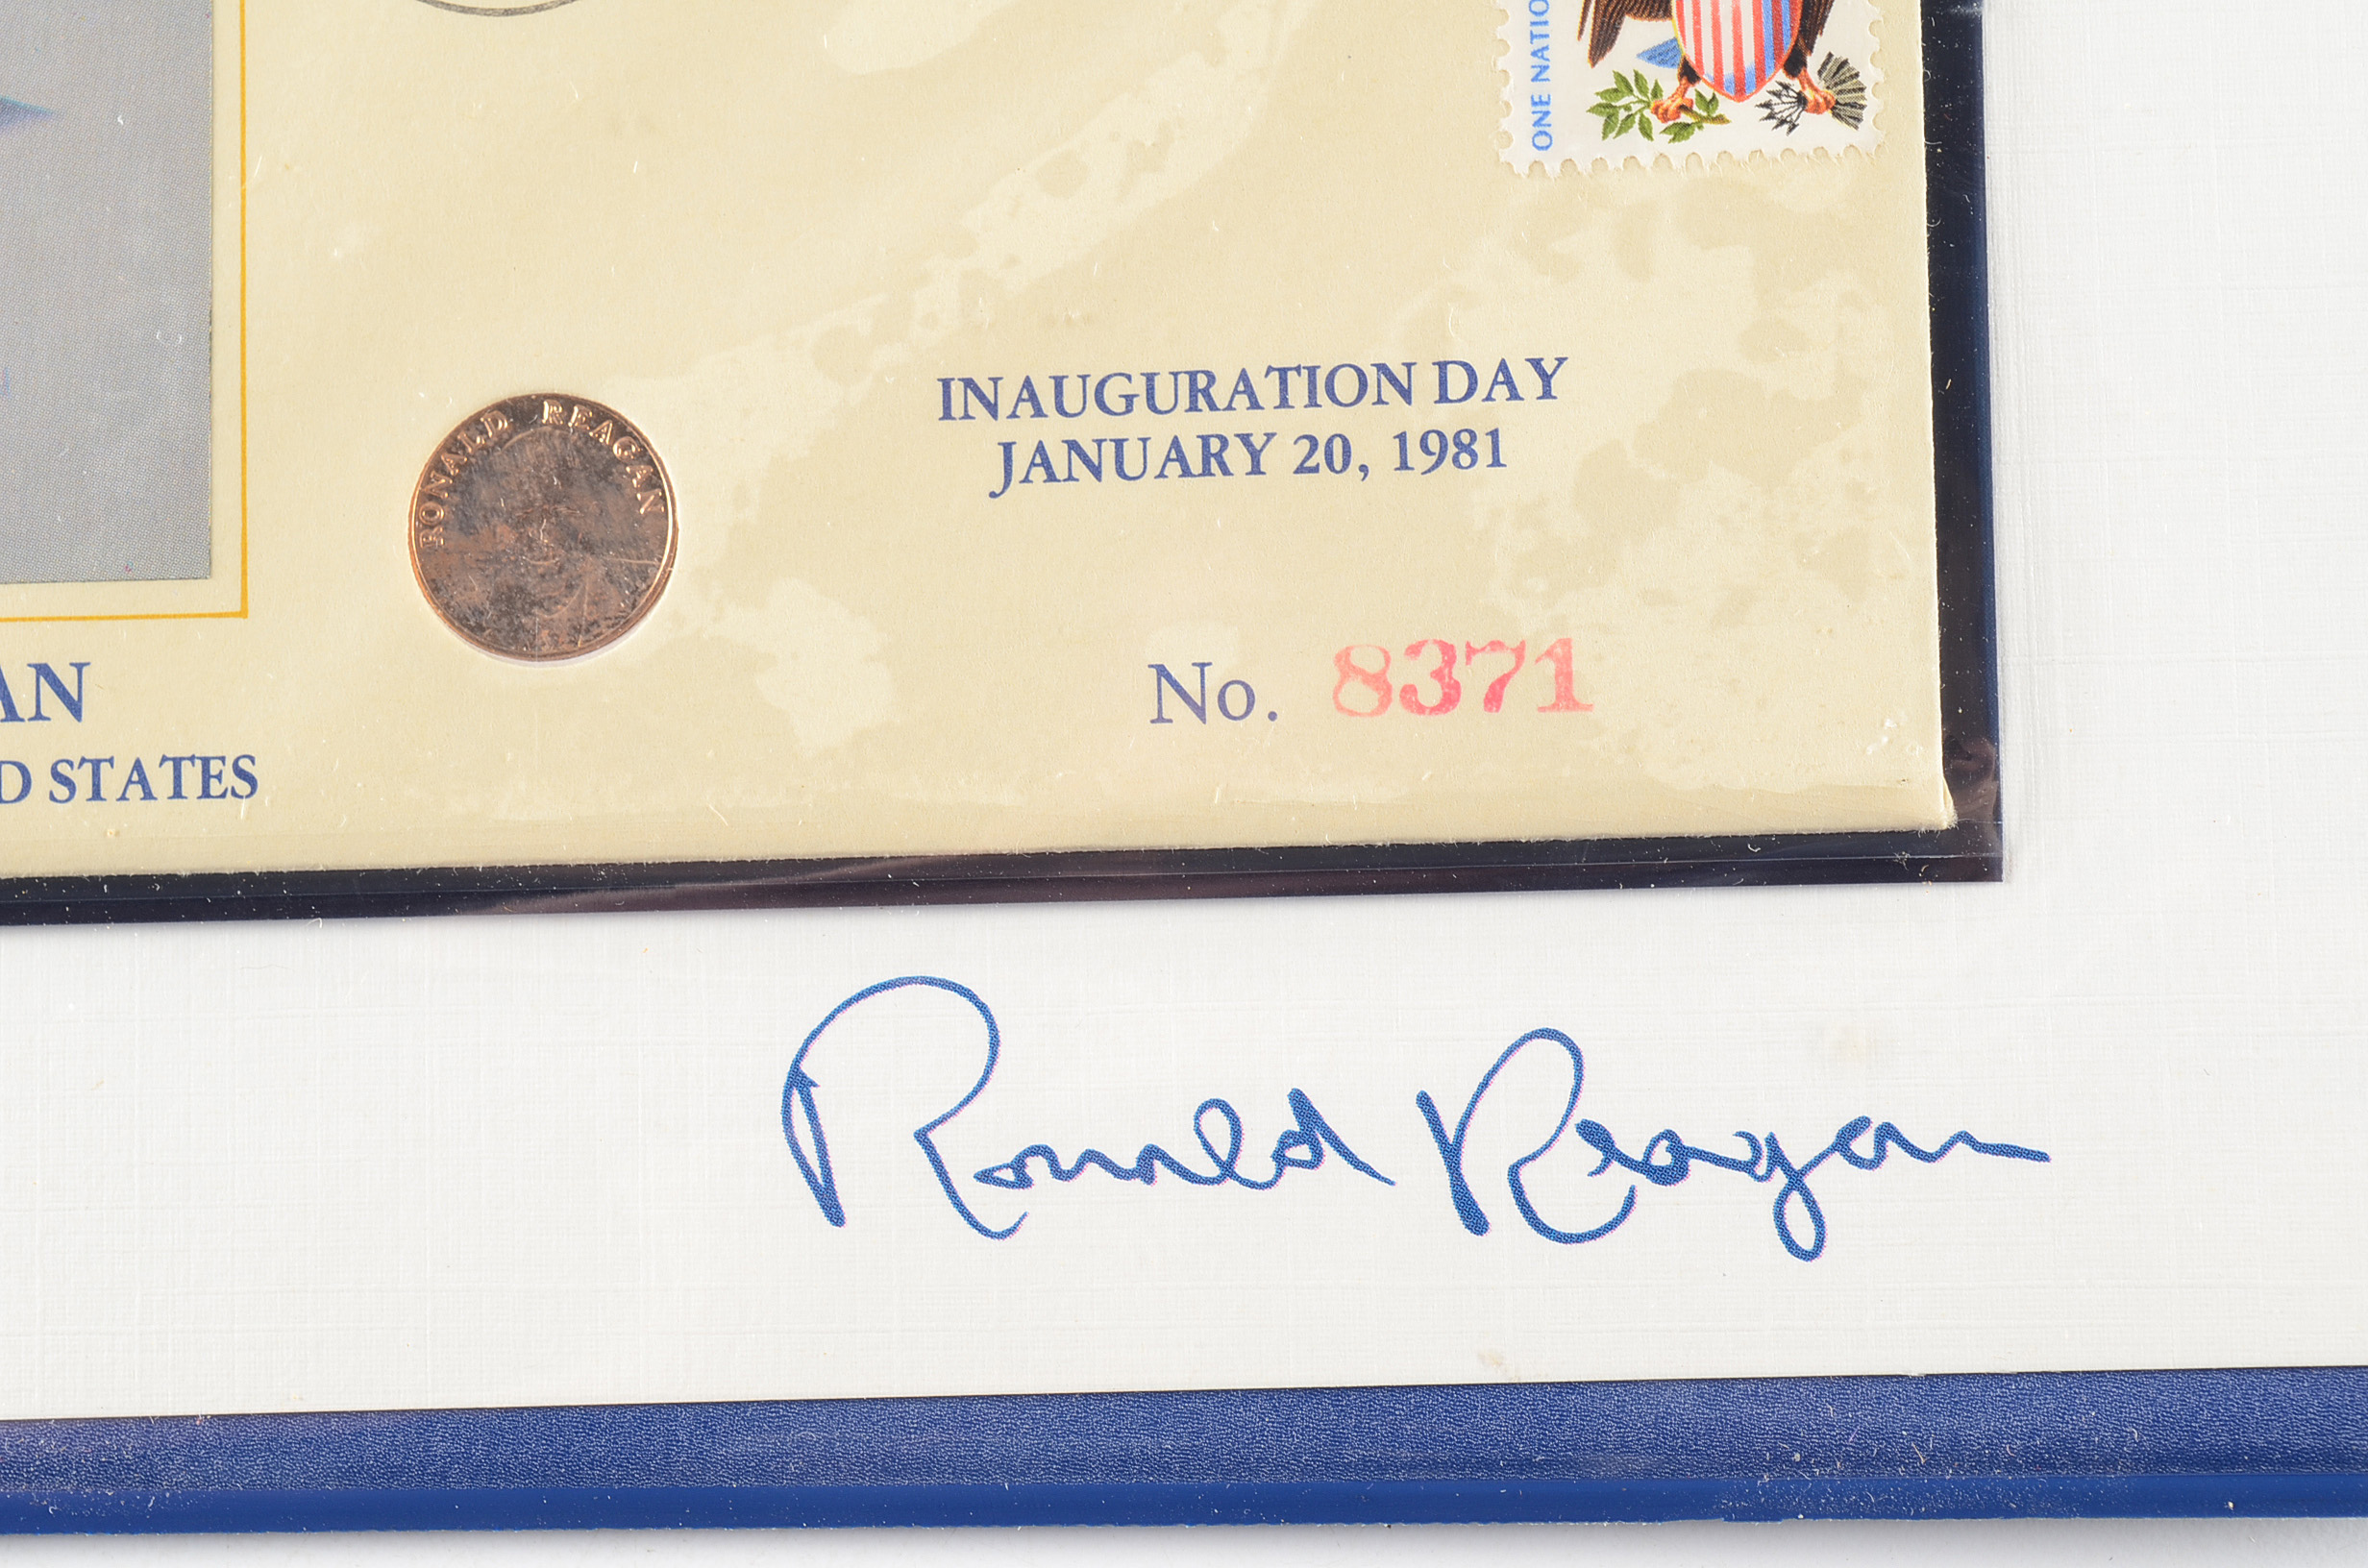 ONE NATIO
RONALD REAGAN
INAUGURATION DAY
JANUARY 20, 1981
No. 8371
AN
D STATES
Ronald Reagan